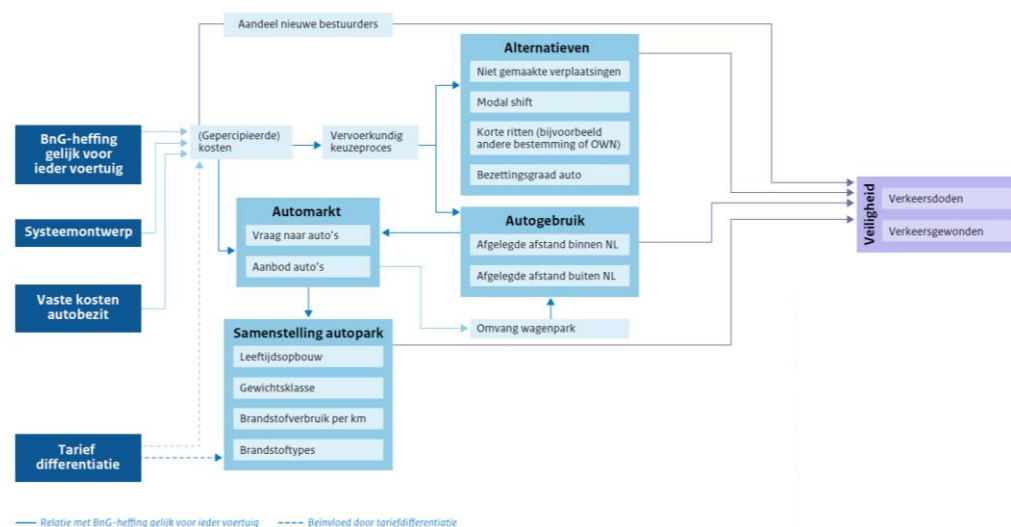 Aandeel nieuwe bestuurders
BnG-heffing
gelijk voor
ieder voertuig
Systeemontwerp
Vaste kosten
autobezit
Tarief
differentiatie
(Gepercipieerde)
kosten
Vervoerkundig
keuzeproces
Alternatieven
Niet gemaakte verplaatsingen
Modal shift
Korte ritten (bijvoorbeeld
andere bestemming of OWN)
Bezettingsgraad auto
Automarkt
Vraag naar auto's
Aanbod auto's
Autogebruik
Afgelegde afstand binnen NL
Afgelegde afstand buiten NL
Omvang wagenpark
Samenstelling autopark
Leeftijdsopbouw
Gewichtsklasse
Brandstofverbruik per km
Brandstoftypes
Veiligheid
Verkeersdoden
Verkeersgewonden
Relatie met BnG-heffing gelijk voor ieder voertuig
Beïnvloed door tariefdifferentiatie